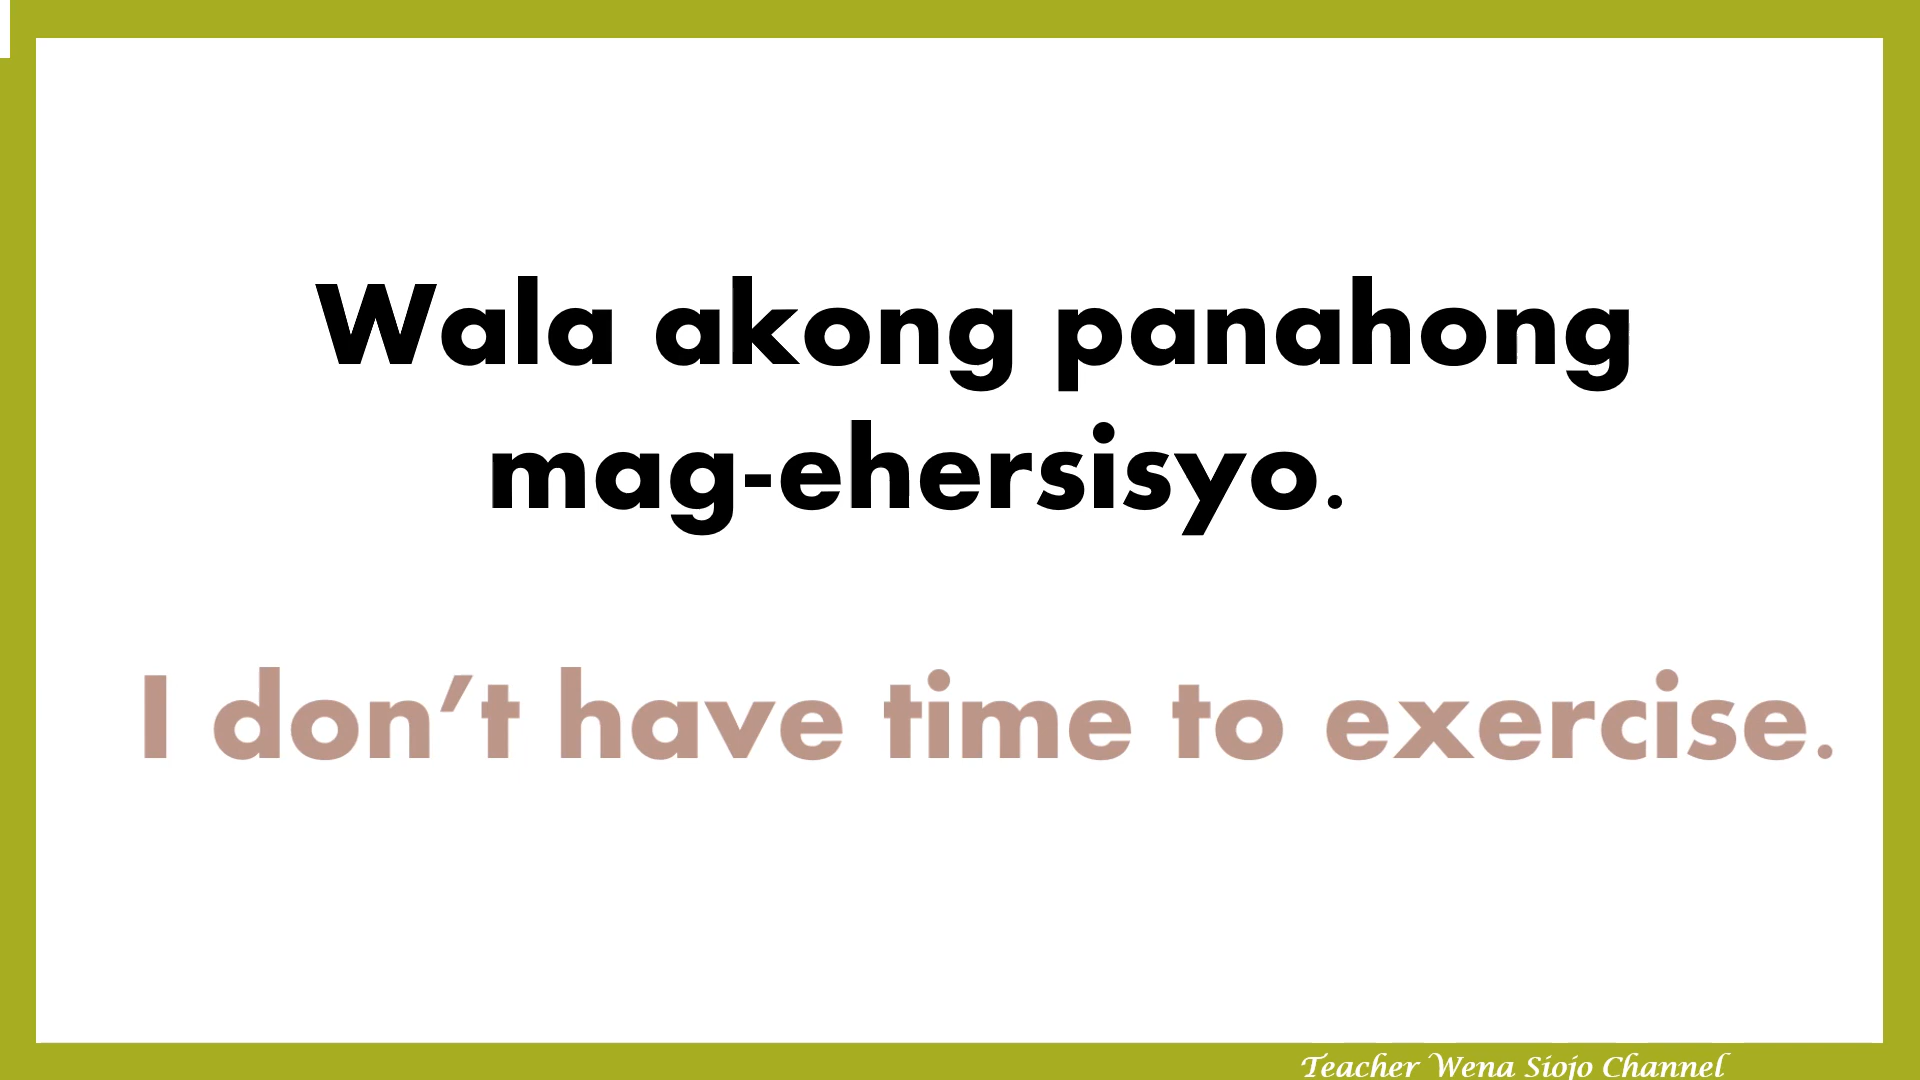 Wala akong panahong
mag-ehersisyo.
I don’t have time to exercise.
Teacher Wena Siojo Channel